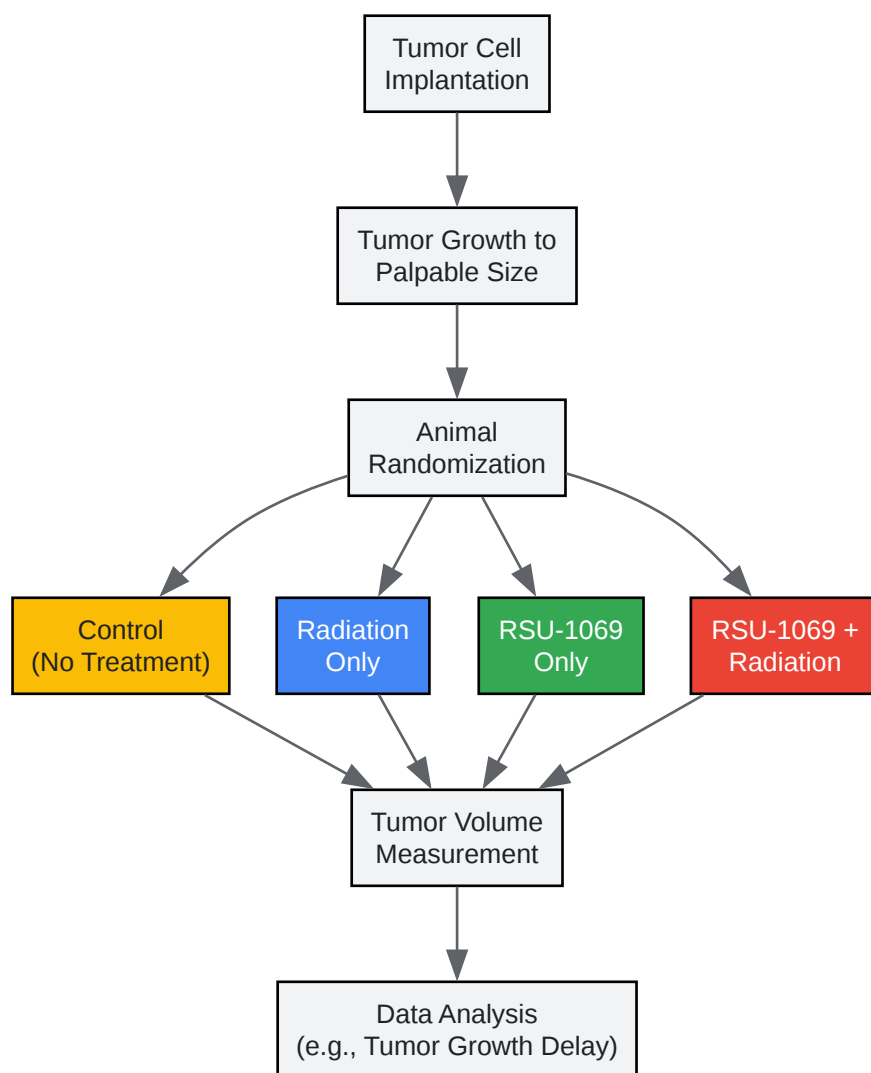 Tumor Cell
Implantation
Tumor Growth to
Palpable Size
Animal
Randomization
Control
(No Treatment)
Radiation
Only
RSU-1069
Only
RSU-1069 +
Radiation
Tumor Volume
Measurement
Data Analysis
(e.g., Tumor Growth Delay)